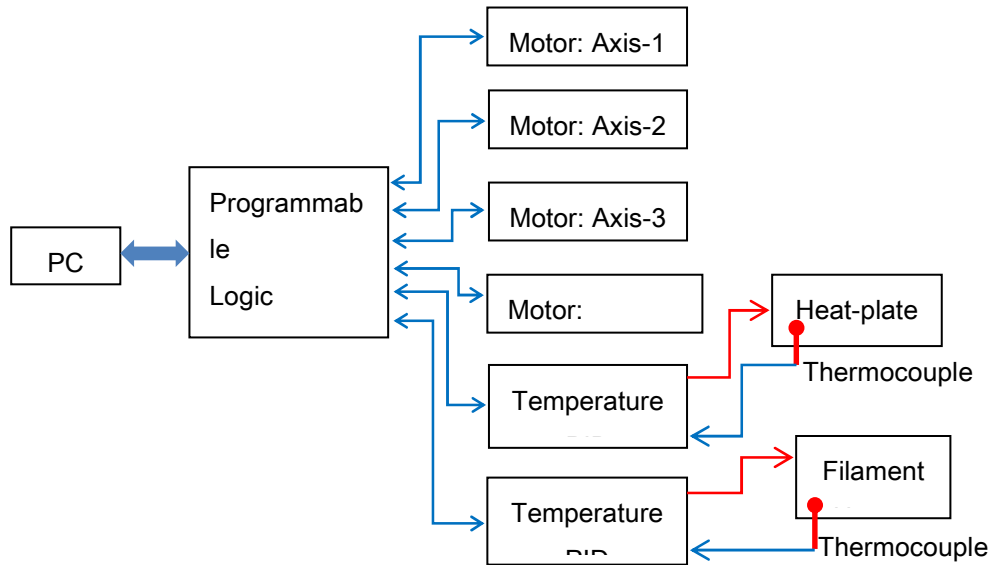 Motor: Axis-1
Motor: Axis-2
Programmab
le
Logic
Motor: Axis-3
PC
Motor:
Heat-plate
Thermocouple
Temperature
Filament
Temperature
PID
Thermocouple